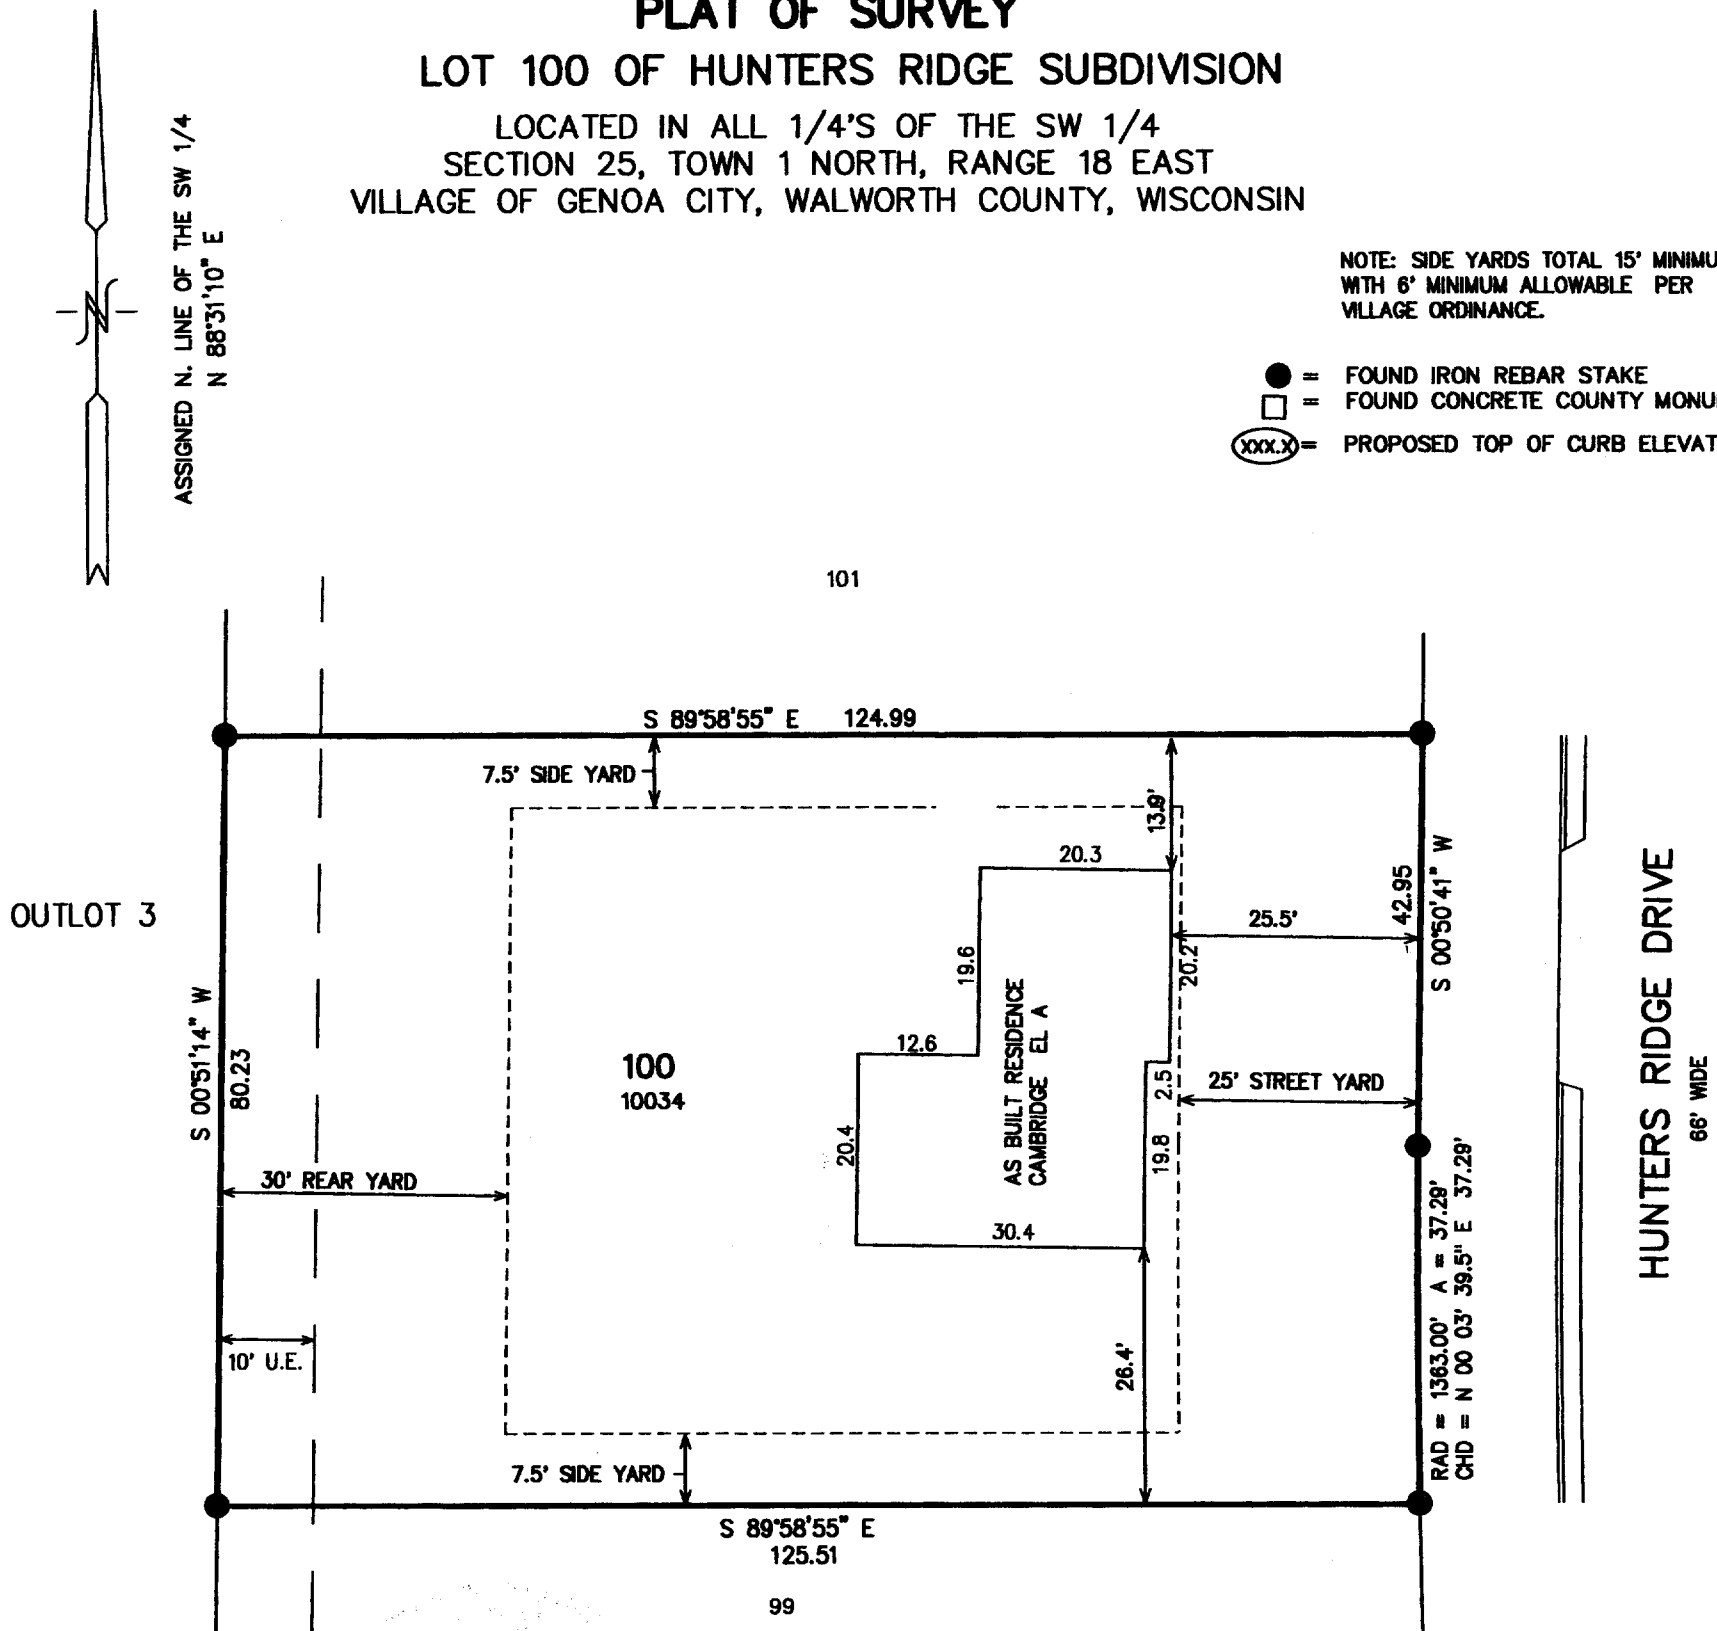 PLAT OF SURVEY
LOT 100 OF HUNTERS RIDGE SUBDIVISION
LOCATED IN ALL 1/4'S OF THE SW 1/4
SECTION 25, TOWN 1 NORTH, RANGE 18 EAST
VILLAGE OF GENOA CITY, WALWORTH COUNTY, WISCONSIN
ASSIGNED N. LINE OF THE SW 1/4
N 88°31'10" E
N
NOTE: SIDE YARDS TOTAL 15' MINIMU
WITH 6' MINIMUM ALLOWABLE PER
VILLAGE ORDINANCE.
= FOUND IRON REBAR STAKE
= FOUND CONCRETE COUNTY MONU
XXX.X = PROPOSED TOP OF CURB ELEVAT
101
S 89°58'55" E 124.99
7.5' SIDE YARD
13.9'
20.3
42.95
S 00°50'41" W
OUTLOT 3
25.5'
19.6
20.2
AS BUILT RESIDENCE
CAMBRIDGE EL A
S 00°51'14" W
80.23
12.6
100
10034
2.5
25' STREET YARD
20.4
19.8
30' REAR YARD
30.4
HUNTERS RIDGE DRIVE
66' WIDE
RAD = 1363.00' A = 37.29'
CHD = N 00 03' 39.5" E 37.29'
10' U.E.
26.4'
7.5' SIDE YARD
S 89°58'55" E
125.51
99